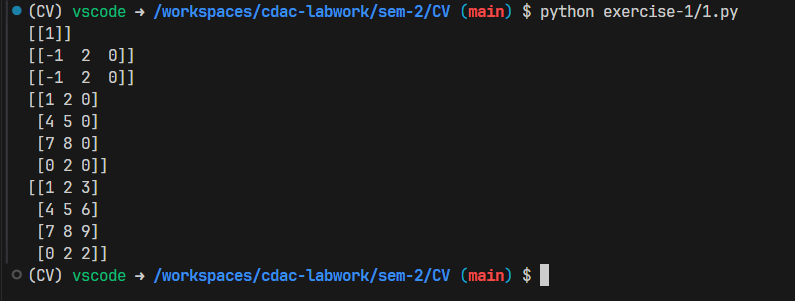 (CV) vscode → /workspaces/cdac-labwork/sem-2/CV (main) $ python exercise-1/1.py
[[1]]
[[-1  2  0]]
[[-1  2  0]]
[[1 2 0]
 [4 5 0]
 [7 8 0]
 [0 2 0]]
[[1 2 3]
 [4 5 6]
 [7 8 9]
 [0 2 2]]
(CV) vscode → /workspaces/cdac-labwork/sem-2/CV (main) $